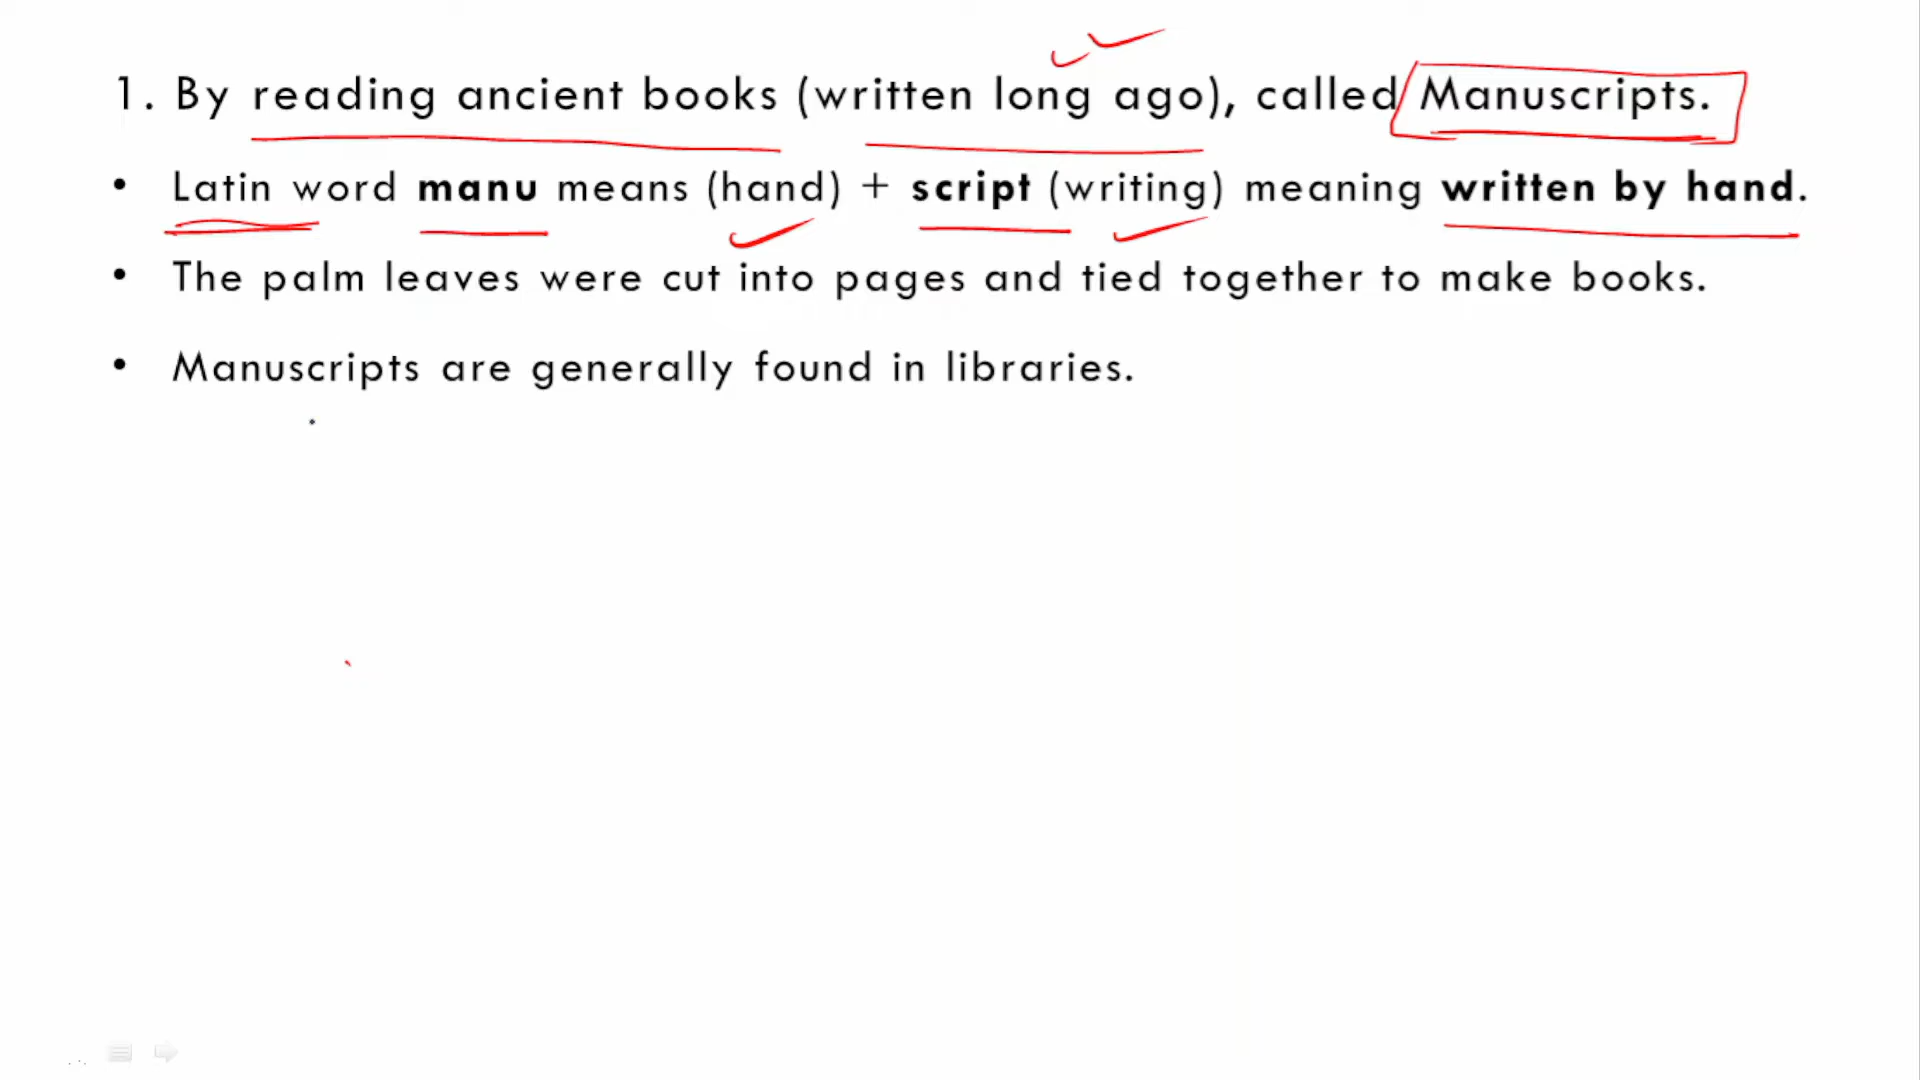 1. By reading ancient books (written long ago), called Manuscripts.
• Latin word manu means (hand) + script (writing) meaning written by hand.
• The palm leaves were cut into pages and tied together to make books.
• Manuscripts are generally found in libraries.